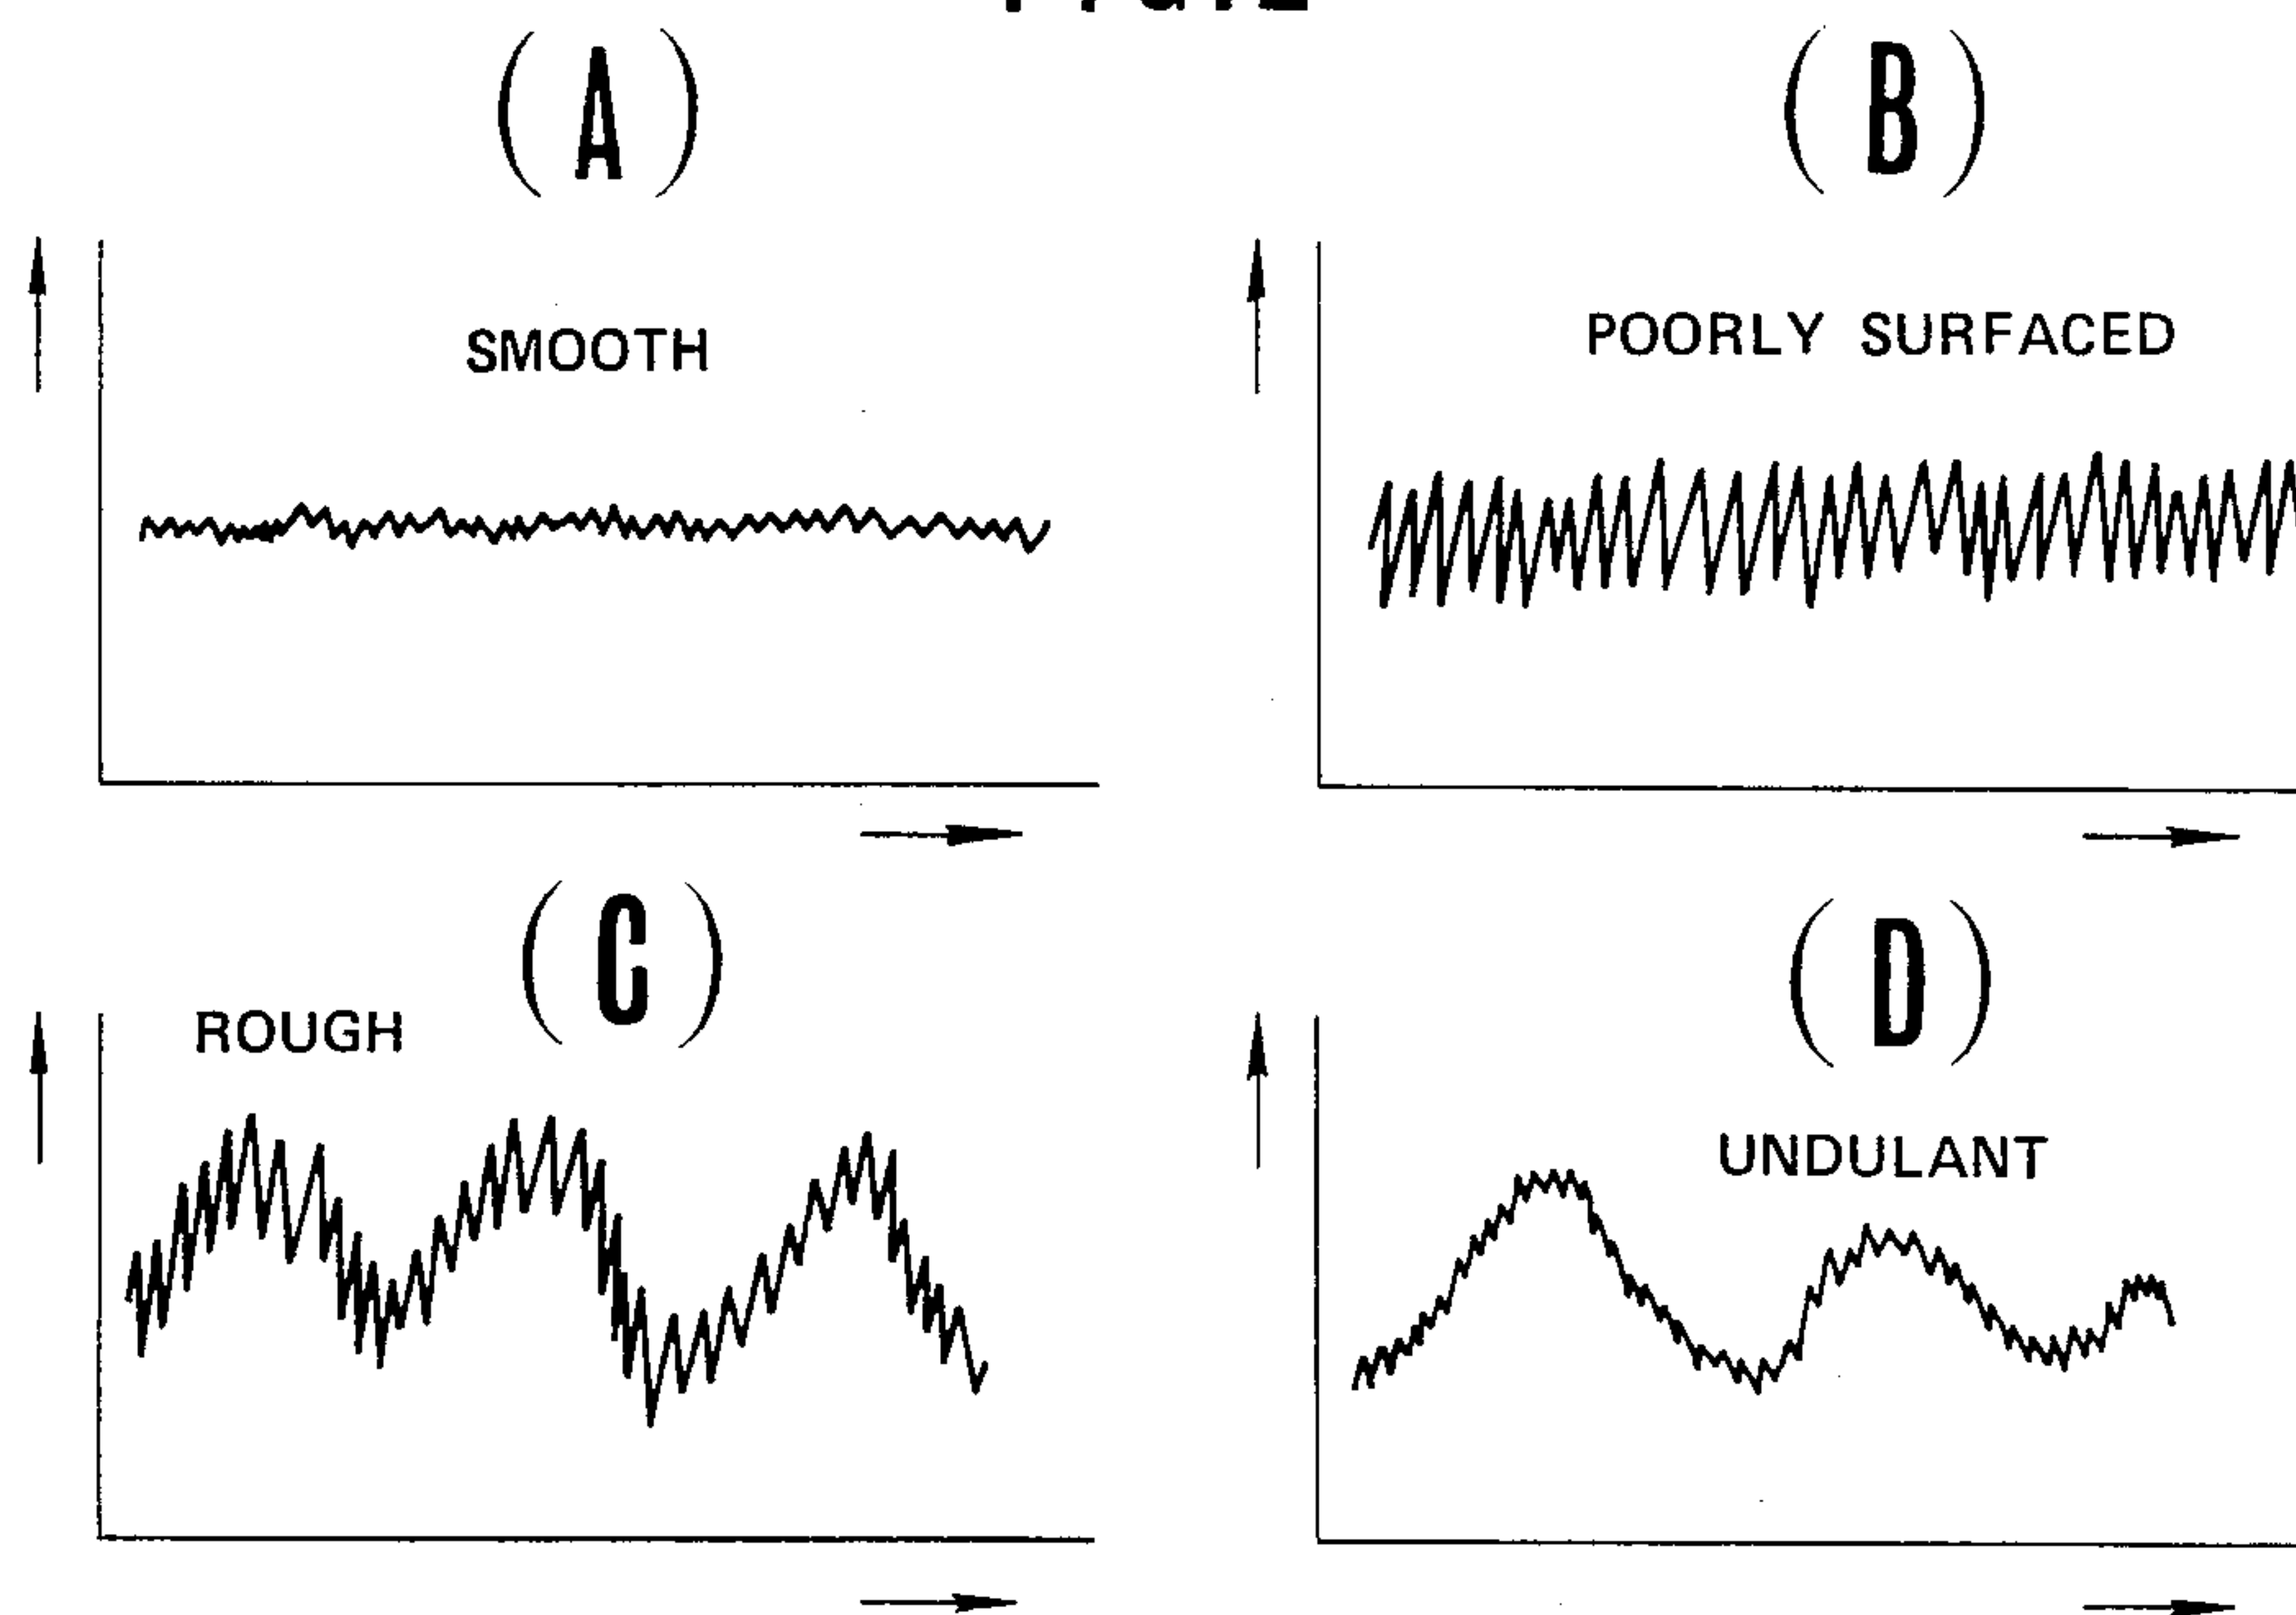 (A)
SMOOTH
(B)
POORLY SURFACED
(C)
ROUGH
(D)
UNDULANT